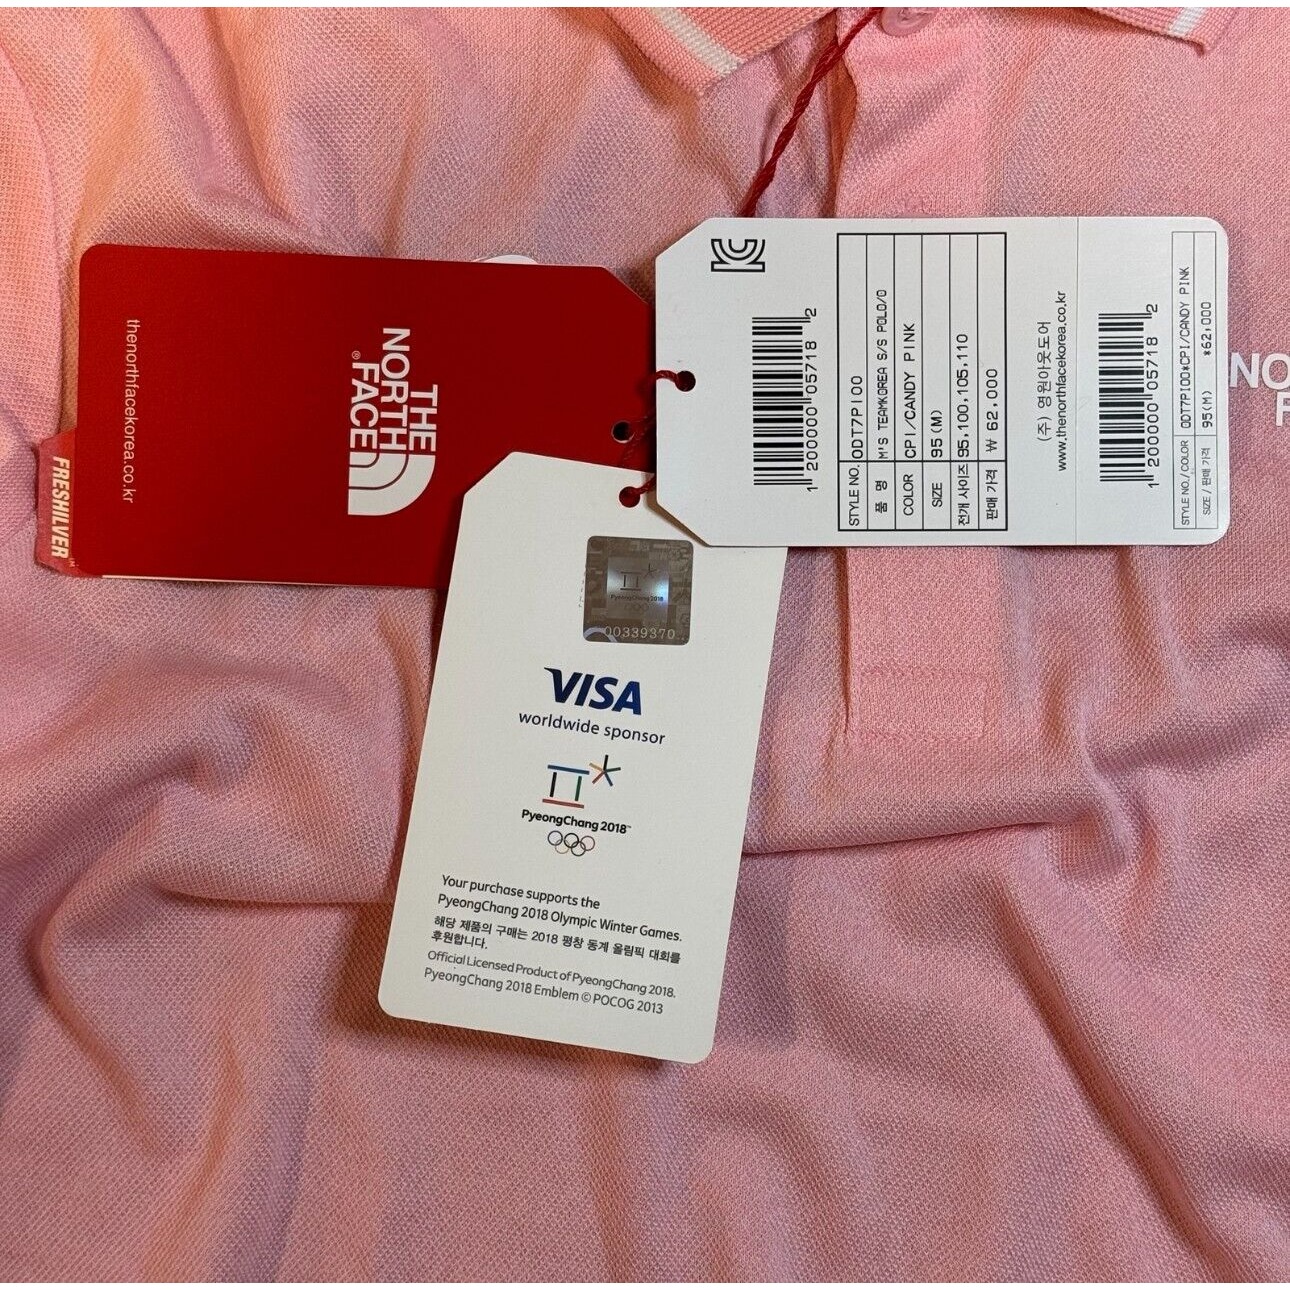 thenorthfacekorea.co.kr
THE
NORTH
FACE
®
FRESHILVER™
1 200000 05718 2
STYLE NO. ODT7PI00
품 명 M'S TEAMKOREA S/S POLO/O
COLOR CPI/CANDY PINK
SIZE 95(M)
전개 사이즈 95,100,105,110
판매 가격 ₩ 62,000
(주) 영원아웃도어
www.thenorthfacekorea.co.kr
1 200000 05718 2
STYLE NO./COLOR ODT7PI00*CPI/CANDY PINK
SIZE / 판매 가격 95(M) *62,000
NO
F
PyeongChang 2018
00339370
VISA
worldwide sponsor
PyeongChang 2018™
Your purchase supports the
PyeongChang 2018 Olympic Winter Games.
해당 제품의 구매는 2018 평창 동계 올림픽 대회를
후원합니다.
Official Licensed Product of PyeongChang 2018.
PyeongChang 2018 Emblem © POCOG 2013